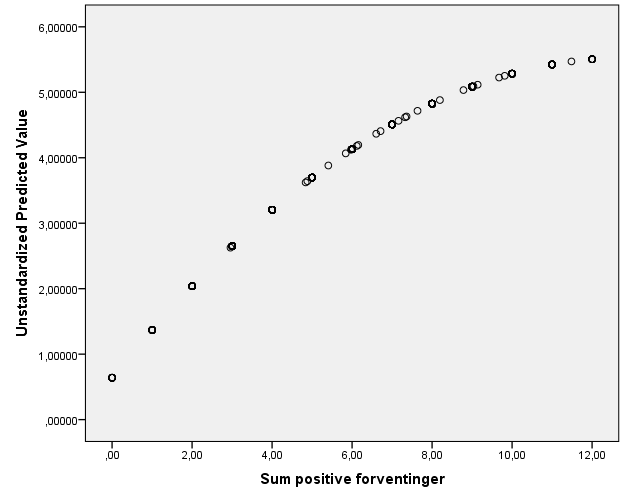 6,00000
5,00000
4,00000
3,00000
2,00000
1,00000
,00000
Unstandardized Predicted Value
,00 2,00 4,00 6,00 8,00 10,00 12,00
Sum positive forventinger